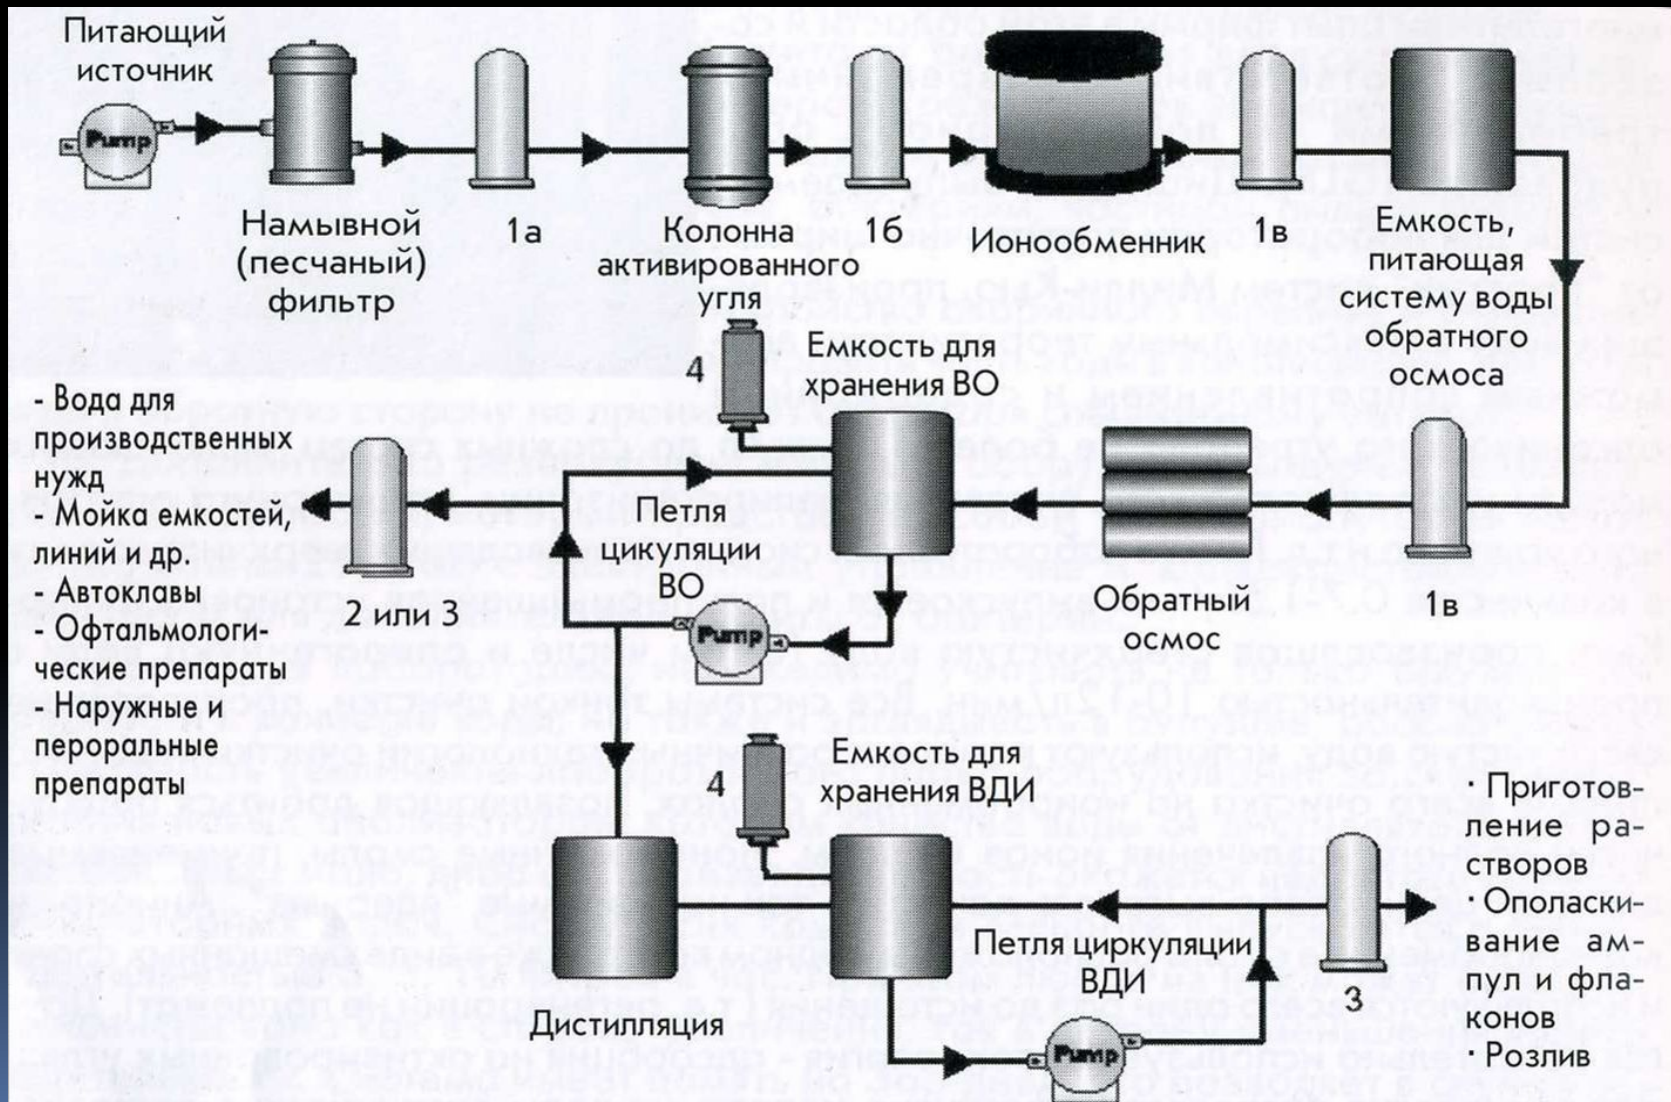 Питающий
источник
Pump
Намывной
(песчаный)
фильтр
1а
Колонна
активированного
угля
1б
Ионообменник
1в
Емкость,
питающая
систему воды
обратного
осмоса
4
Емкость для
хранения ВО
- Вода для
производственных
нужд
- Мойка емкостей,
линий и др.
- Автоклавы
- Офтальмологи-
ческие препараты
- Наружные и
пероральные
препараты
2 или 3
Петля
цикуляции
ВО
Pump
Обратный
осмос
1в
4
Емкость для
хранения ВДИ
Дистилляция
Петля циркуляции
ВДИ
Pump
3
· Приготов-
ление ра-
створов
· Ополаски-
вание ам-
пул и фла-
конов
· Розлив